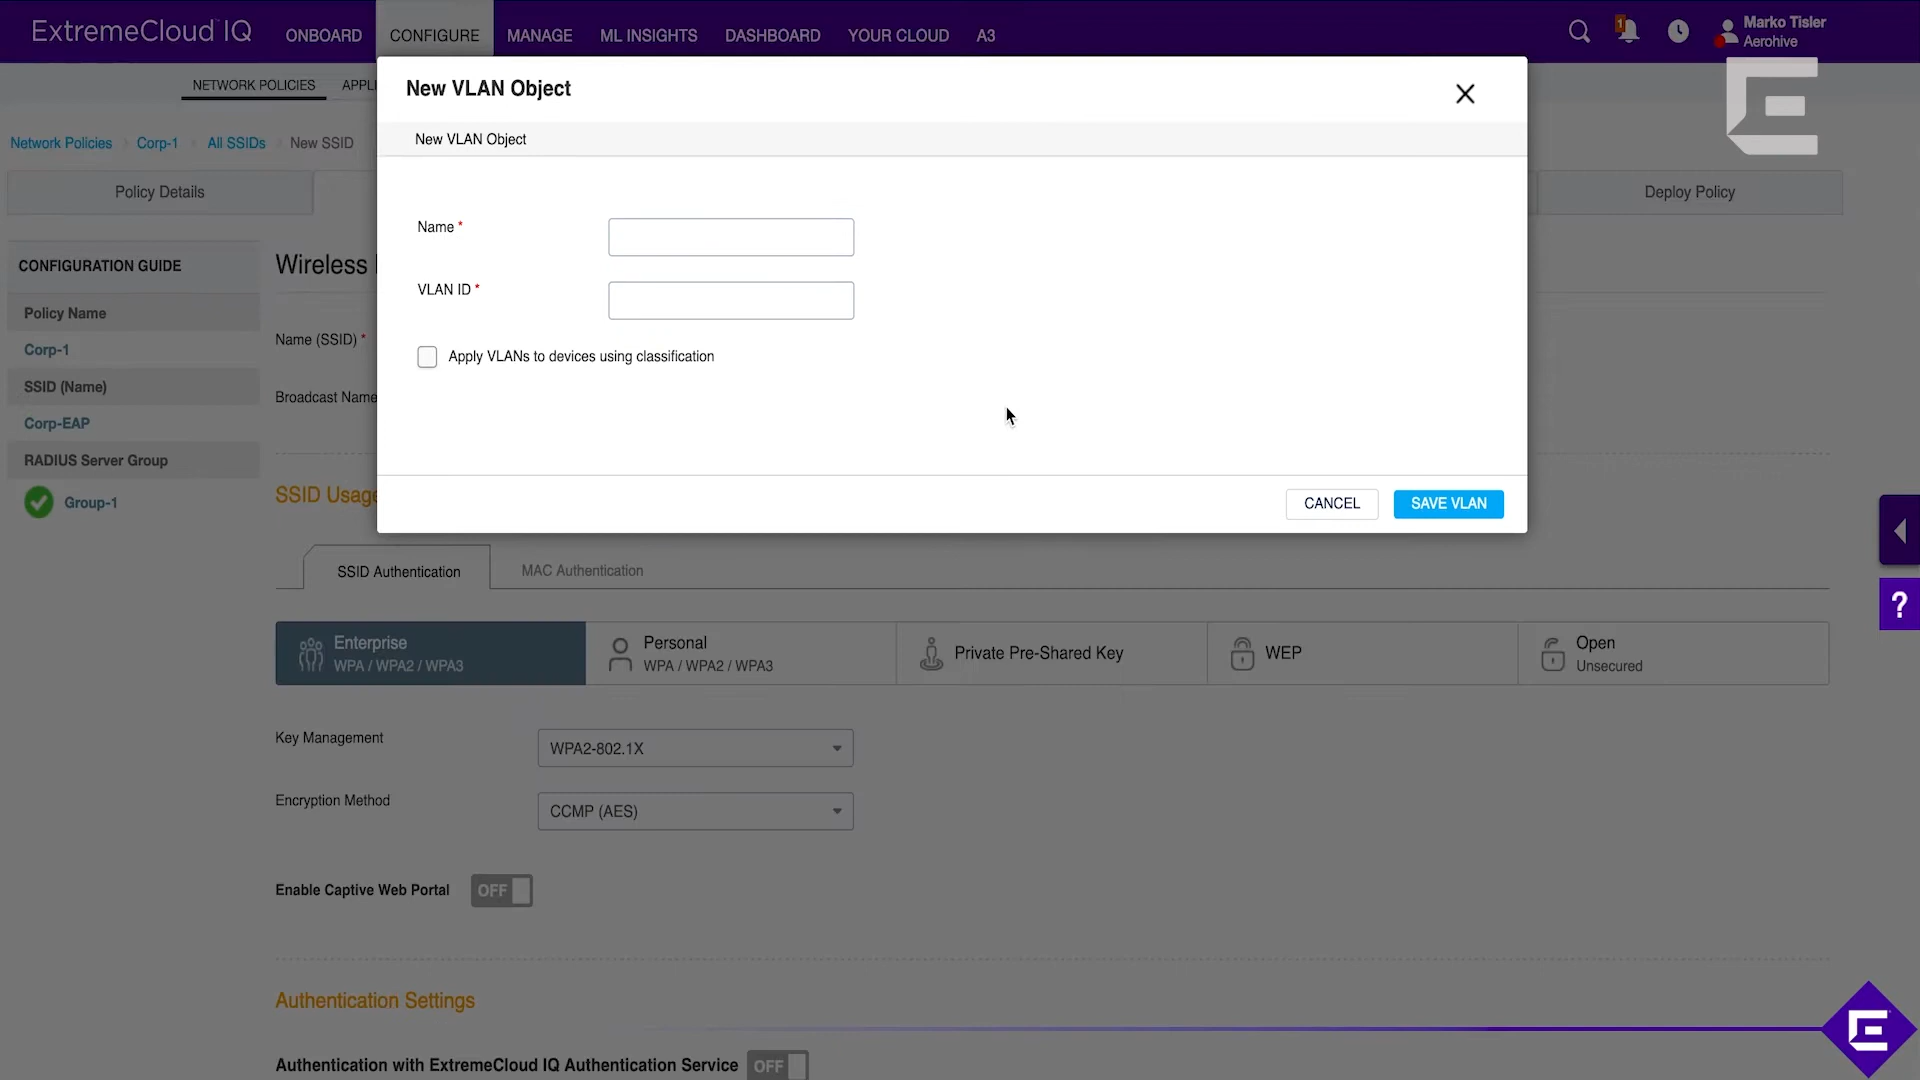 ExtremeCloud IQ
ONBOARD
CONFIGURE
MANAGE
ML INSIGHTS
DASHBOARD
YOUR CLOUD
A3
1
Marko Tisler
Aerohive
NETWORK POLICIES
APPLI
New VLAN Object
New VLAN Object
Network Policies
Corp-1
All SSIDs
New SSID
Policy Details
Deploy Policy
Name *
VLAN ID *
Apply VLANs to devices using classification
CANCEL
SAVE VLAN
CONFIGURATION GUIDE
Policy Name
Corp-1
SSID (Name)
Corp-EAP
RADIUS Server Group
Group-1
Wireless
Name (SSID) *
Broadcast Name
SSID Usage
SSID Authentication
MAC Authentication
Enterprise
WPA / WPA2 / WPA3
Personal
WPA / WPA2 / WPA3
Private Pre-Shared Key
WEP
Open
Unsecured
Key Management
WPA2-802.1X
Encryption Method
CCMP (AES)
Enable Captive Web Portal
OFF
Authentication Settings
Authentication with ExtremeCloud IQ Authentication Service
OFF
?